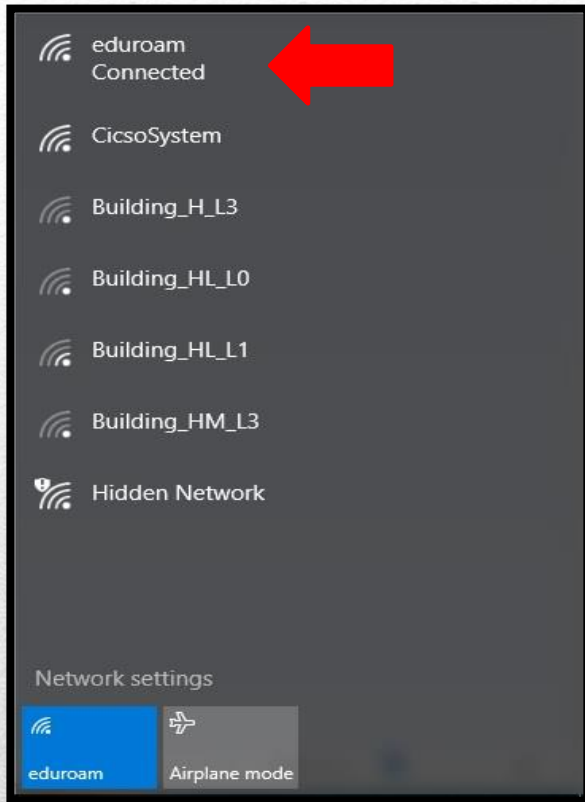 eduroam
Connected
CicsoSystem
Building_H_L3
Building_HL_L0
Building_HL_L1
Building_HM_L3
Hidden Network
Network settings
eduroam
Airplane mode